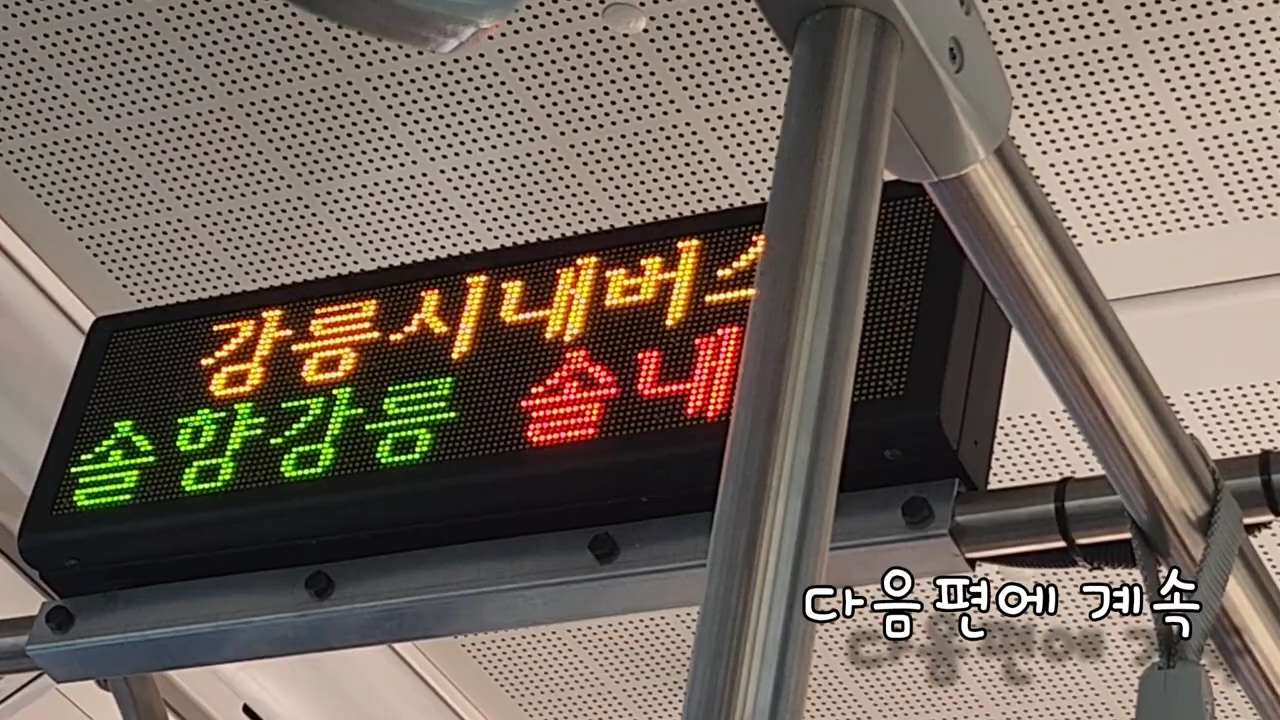 강릉시내버스
솔향강릉 솔내
다음 편에 계속